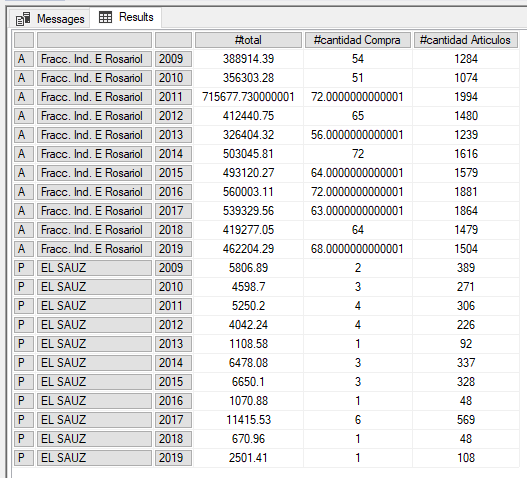 Messages Results
#total #cantidad Compra #cantidad Articulos
A Fracc. Ind. E Rosariol 2009 388914.39 54 1284
A Fracc. Ind. E Rosariol 2010 356303.28 51 1074
A Fracc. Ind. E Rosariol 2011 715677.730000001 72.0000000000001 1994
A Fracc. Ind. E Rosariol 2012 412440.75 65 1480
A Fracc. Ind. E Rosariol 2013 326404.32 56.0000000000001 1239
A Fracc. Ind. E Rosariol 2014 503045.81 72 1616
A Fracc. Ind. E Rosariol 2015 493120.27 64.0000000000001 1579
A Fracc. Ind. E Rosariol 2016 560003.11 72.0000000000001 1881
A Fracc. Ind. E Rosariol 2017 539329.56 63.0000000000001 1864
A Fracc. Ind. E Rosariol 2018 419277.05 64 1479
A Fracc. Ind. E Rosariol 2019 462204.29 68.0000000000001 1504
P EL SAUZ 2009 5806.89 2 389
P EL SAUZ 2010 4598.7 3 271
P EL SAUZ 2011 5250.2 4 306
P EL SAUZ 2012 4042.24 4 226
P EL SAUZ 2013 1108.58 1 92
P EL SAUZ 2014 6478.08 3 337
P EL SAUZ 2015 6650.1 3 328
P EL SAUZ 2016 1070.88 1 48
P EL SAUZ 2017 11415.53 6 569
P EL SAUZ 2018 670.96 1 48
P EL SAUZ 2019 2501.41 1 108